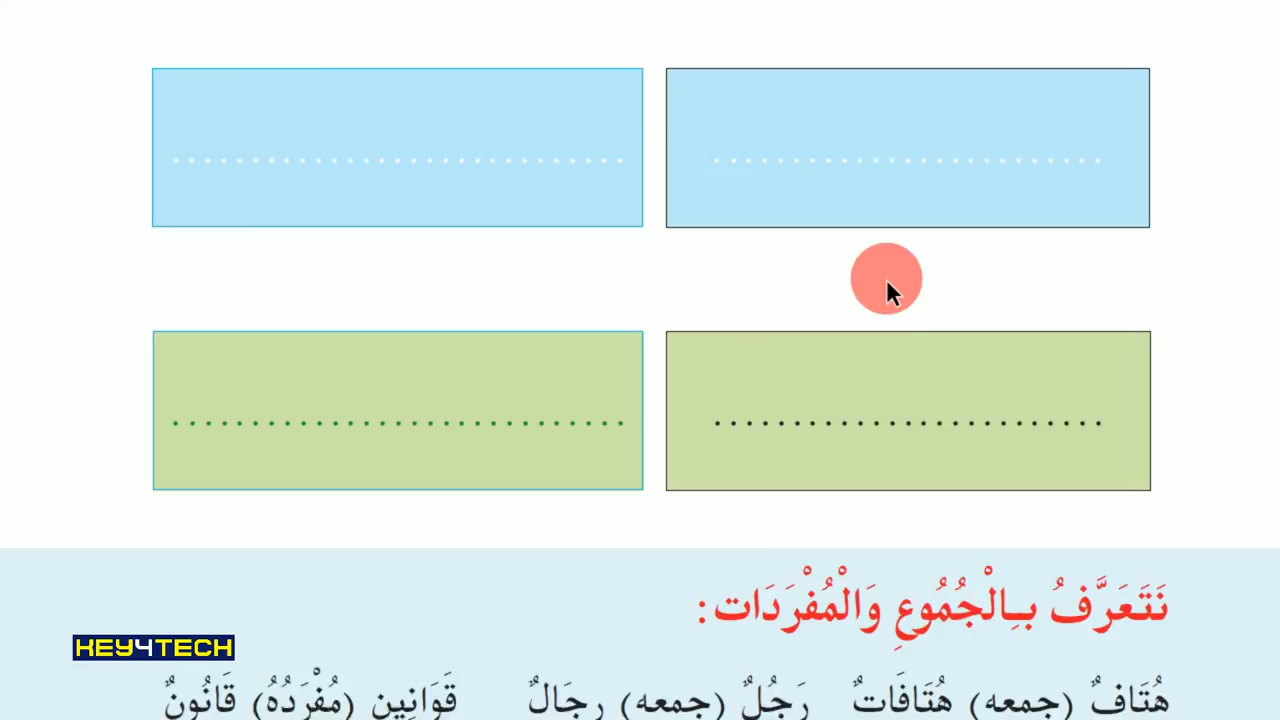 نَتَعَرَّفُ بِالْجُمُوعِ وَالْمُفْرَدَات:
هُتَافٌ (جمعه) هُتَافَاتٌ رَجُلٌ (جمعه) رِجَالٌ قَوَانِين (مُفْرَدُهُ) قَانُونٌ
KEY4TECH